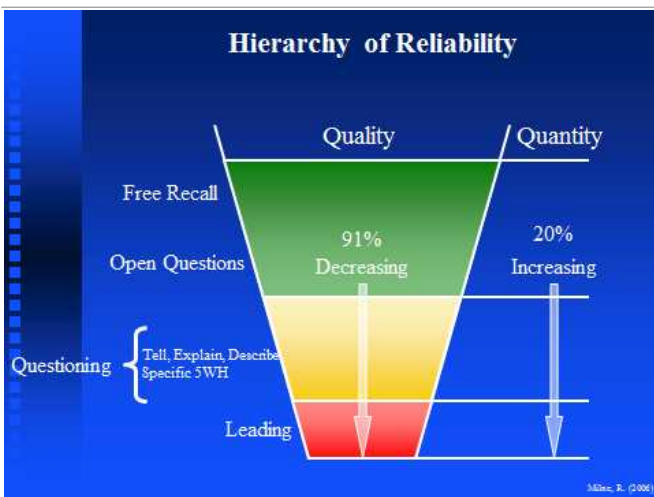 Hierarchy of Reliability
Quality
Quantity
Free Recall
Open Questions
91%
Decreasing
20%
Increasing
Questioning
Tell, Explain, Describe,
Specific 5WH
Leading
Milne, R. (2006)